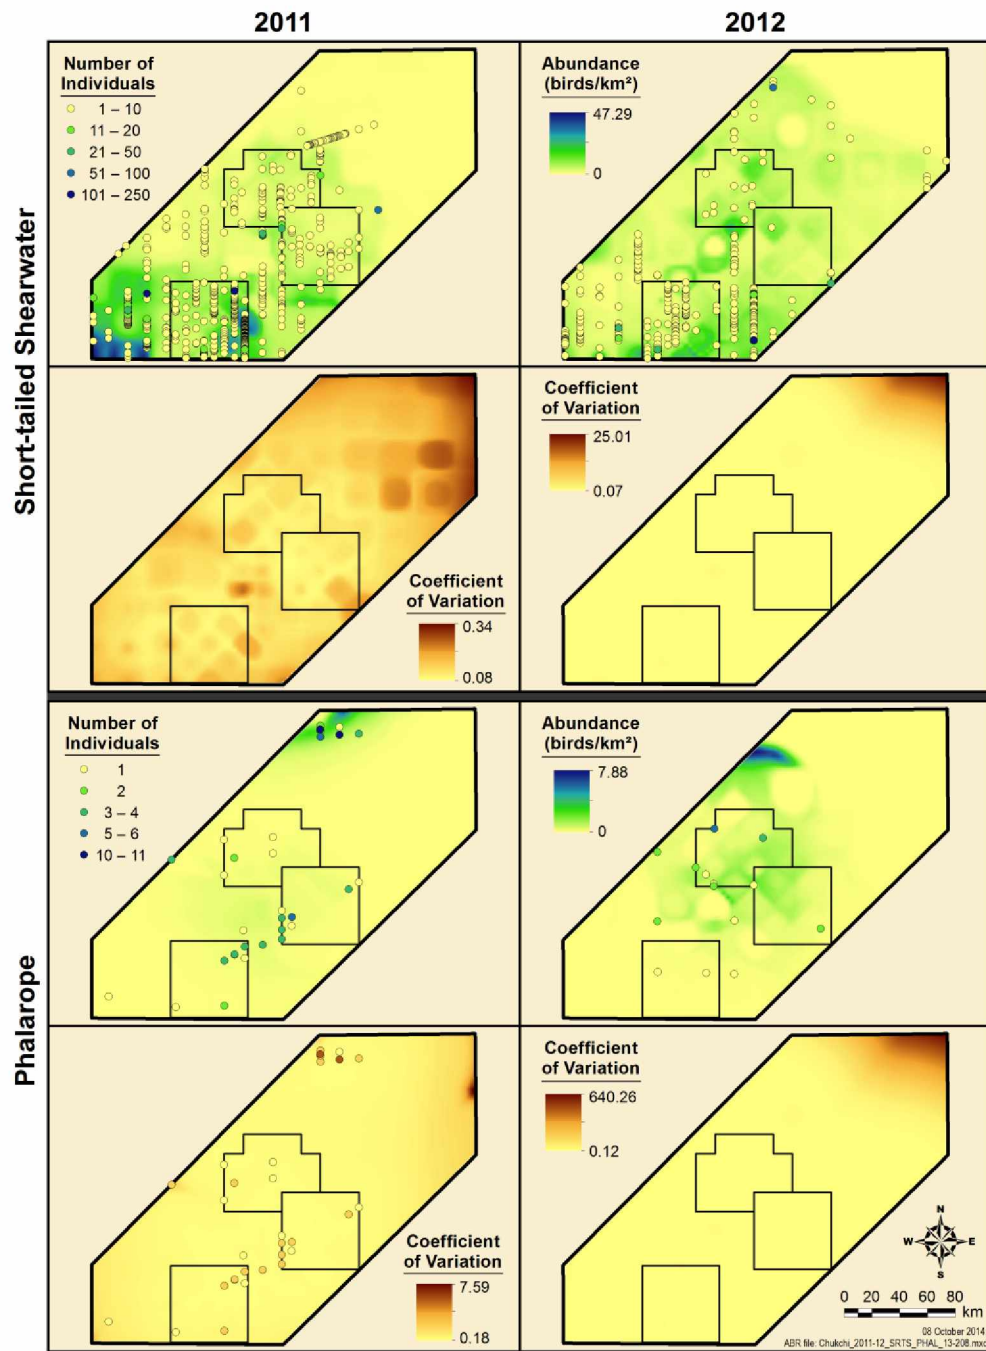 2011
2012
Short-tailed Shearwater
Number of
Individuals
1 – 10
11 – 20
21 – 50
51 – 100
101 – 250
Abundance
(birds/km²)
47.29
0
Coefficient
of Variation
0.34
0.08
Coefficient
of Variation
25.01
0.07
Phalarope
Number of
Individuals
1
2
3 – 4
5 – 6
10 – 11
Abundance
(birds/km²)
7.88
0
Coefficient
of Variation
7.59
0.18
Coefficient
of Variation
640.26
0.12
N
W E
S
0 20 40 60 80
km
08 October 2014
ABR file: Chukchi_2011-12_SRTS_PHAL_13-208.mxd